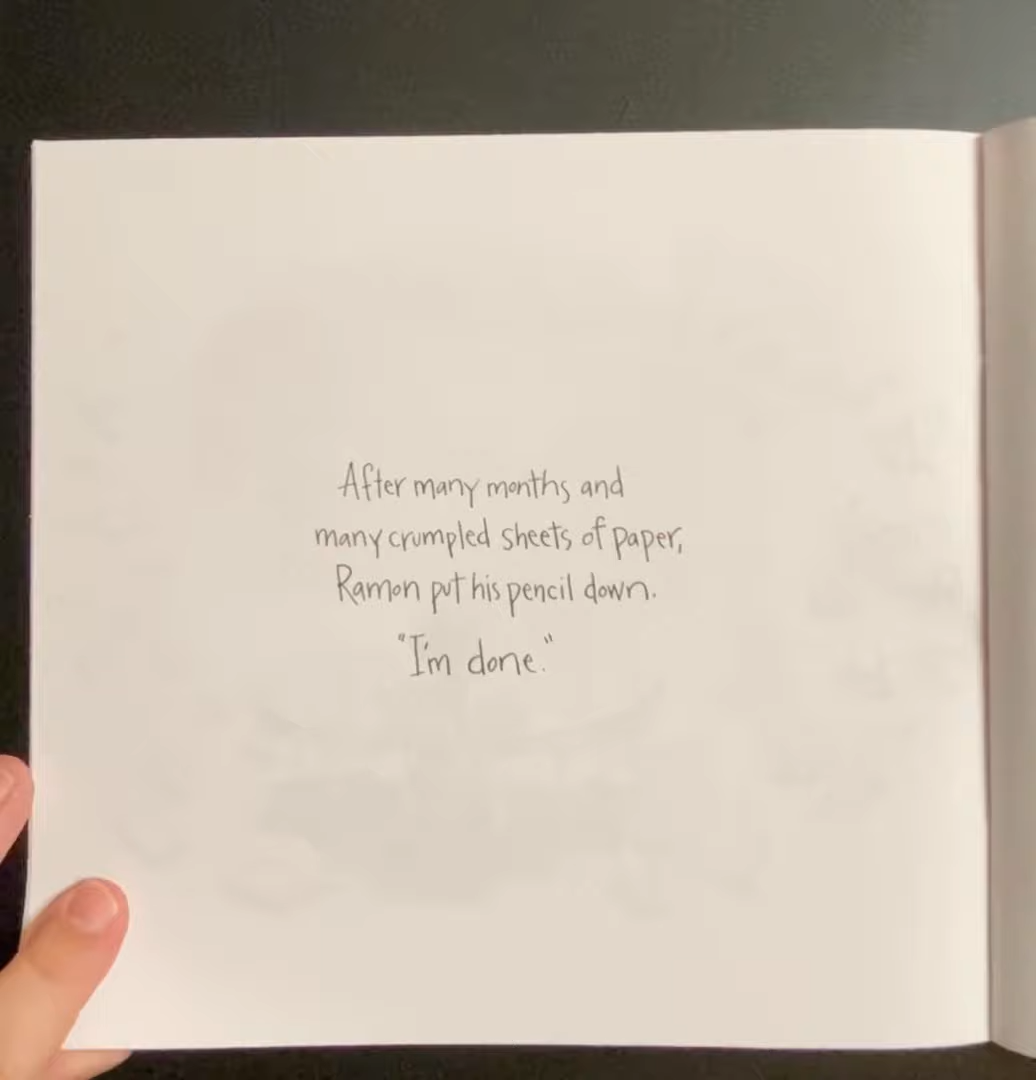 After many months and
many crumpled sheets of paper,
Ramon put his pencil down.
"I'm done."